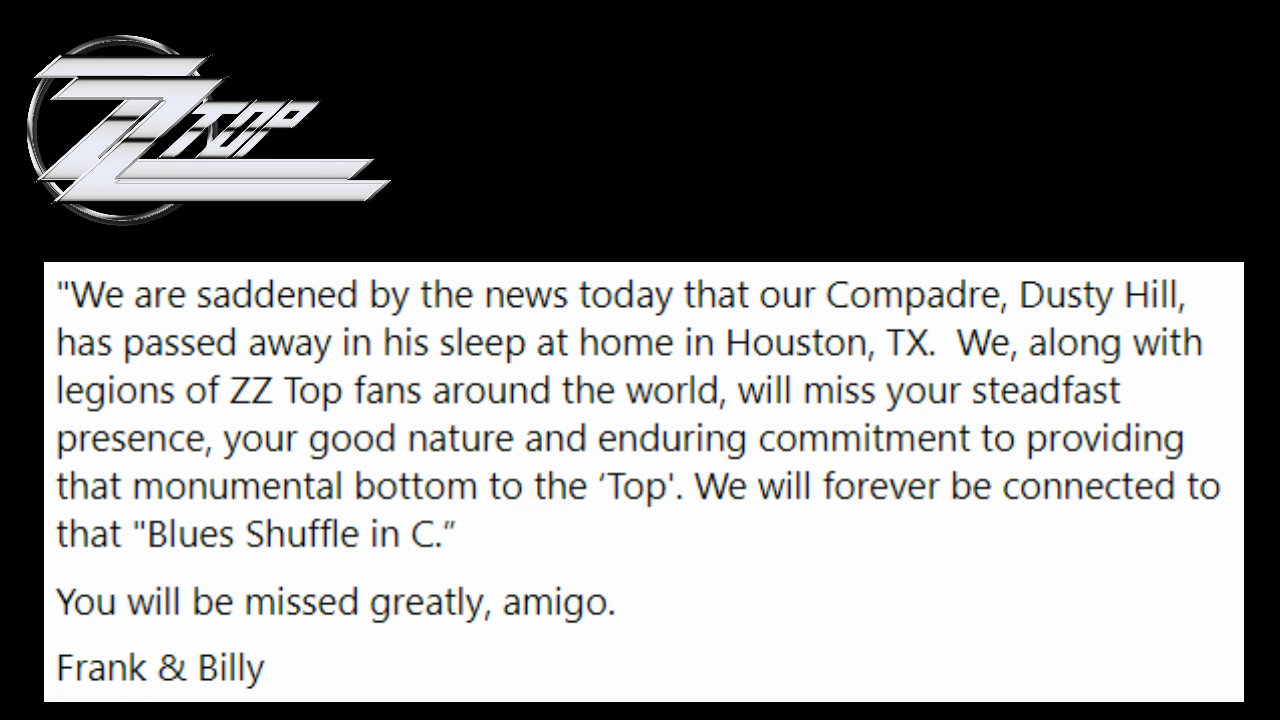 ZZ TOP
"We are saddened by the news today that our Compadre, Dusty Hill,
has passed away in his sleep at home in Houston, TX.  We, along with
legions of ZZ Top fans around the world, will miss your steadfast
presence, your good nature and enduring commitment to providing
that monumental bottom to the ‘Top'. We will forever be connected to
that "Blues Shuffle in C.”
You will be missed greatly, amigo.
Frank & Billy